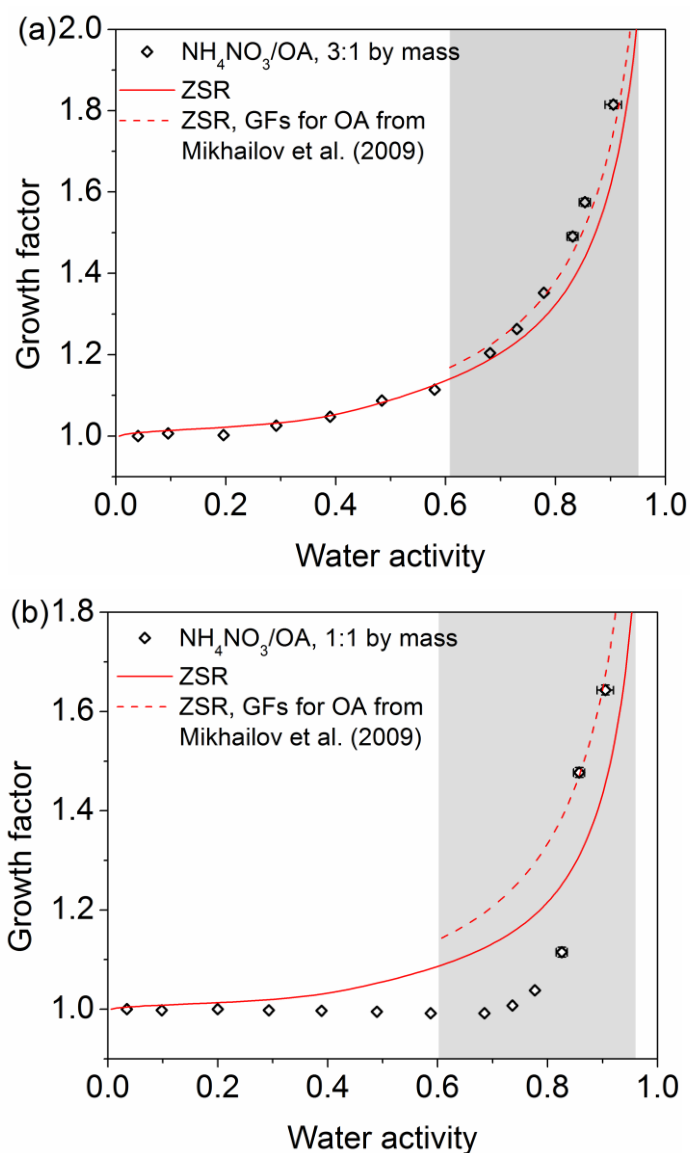 (a)
2.0
1.8
1.6
1.4
1.2
1.0
Growth factor
NH₄NO₃/OA, 3:1 by mass
ZSR
ZSR, GFs for OA from
Mikhailov et al. (2009)
0.0 0.2 0.4 0.6 0.8 1.0
Water activity
(b)
1.8
1.6
1.4
1.2
1.0
Growth factor
NH₄NO₃/OA, 1:1 by mass
ZSR
ZSR, GFs for OA from
Mikhailov et al. (2009)
0.0 0.2 0.4 0.6 0.8 1.0
Water activity